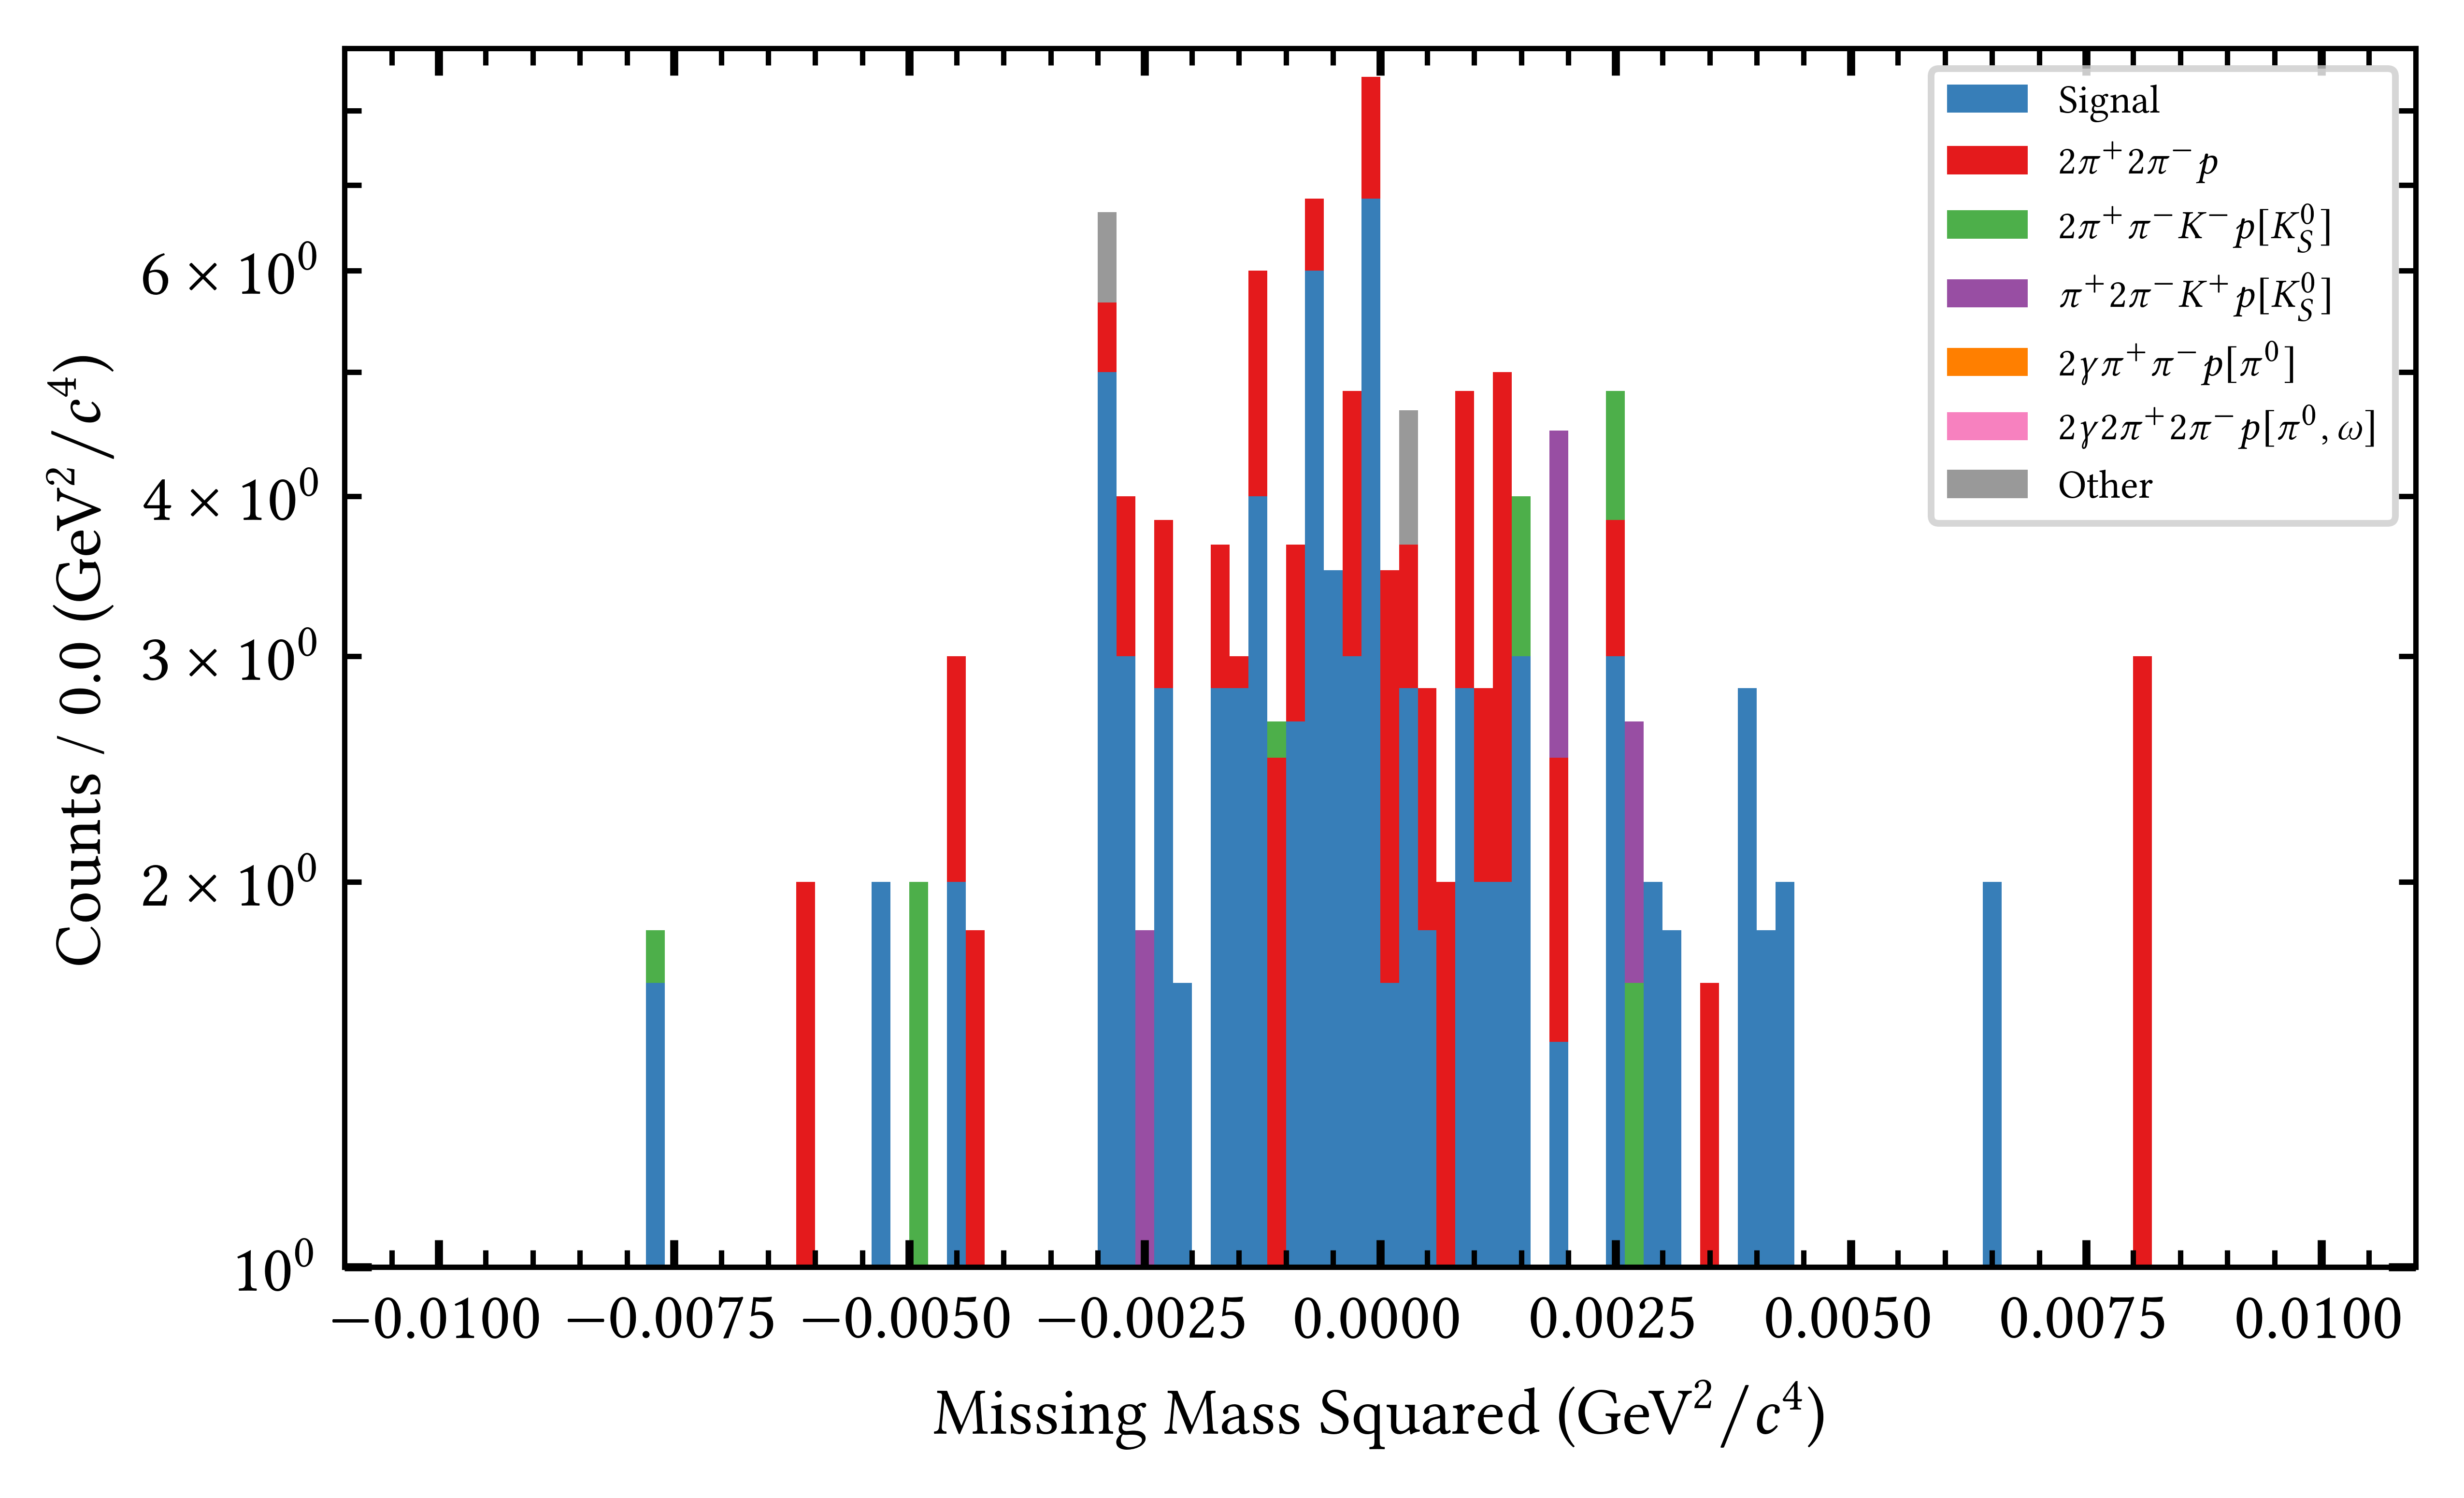 Counts / 0.0 (GeV²/c⁴)
6 × 10⁰
4 × 10⁰
3 × 10⁰
2 × 10⁰
10⁰
−0.0100 −0.0075 −0.0050 −0.0025 0.0000 0.0025 0.0050 0.0075 0.0100
Missing Mass Squared (GeV²/c⁴)
Signal
2π⁺2π⁻p
2π⁺π⁻K⁻p[K⁰_S]
π⁺2π⁻K⁺p[K⁰_S]
2γπ⁺π⁻p[π⁰]
2γ2π⁺2π⁻p[π⁰, ω]
Other